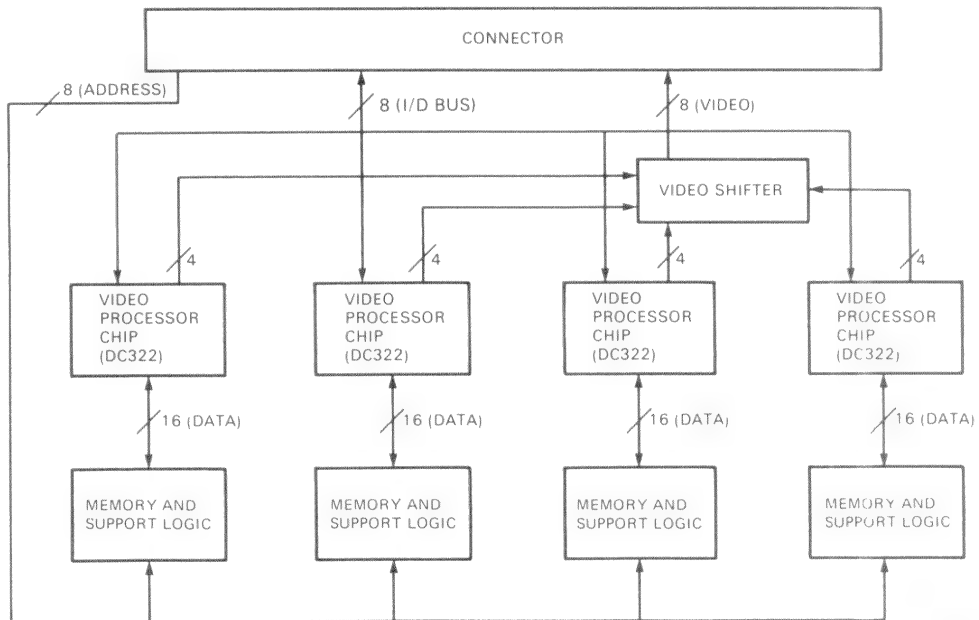 CONNECTOR
8 (ADDRESS)
8 (I/D BUS)
8 (VIDEO)
VIDEO SHIFTER
4
4
4
4
VIDEO
PROCESSOR
CHIP
(DC322)
VIDEO
PROCESSOR
CHIP
(DC322)
VIDEO
PROCESSOR
CHIP
(DC322)
VIDEO
PROCESSOR
CHIP
(DC322)
16 (DATA)
16 (DATA)
16 (DATA)
16 (DATA)
MEMORY AND
SUPPORT LOGIC
MEMORY AND
SUPPORT LOGIC
MEMORY AND
SUPPORT LOGIC
MEMORY AND
SUPPORT LOGIC